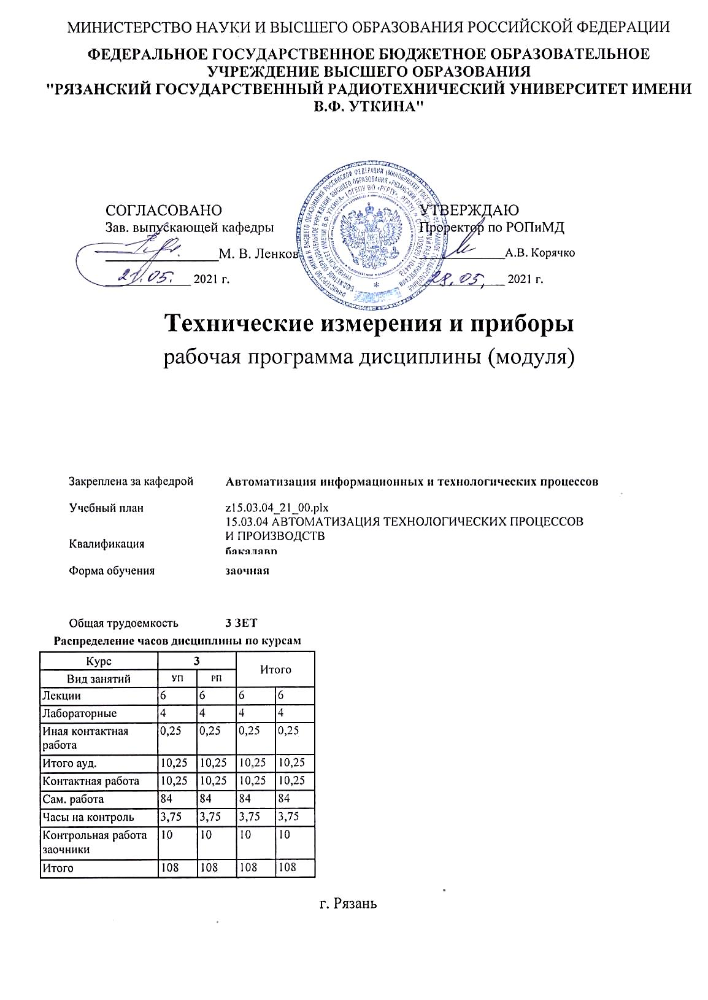 МИНИСТЕРСТВО НАУКИ И ВЫСШЕГО ОБРАЗОВАНИЯ РОССИЙСКОЙ ФЕДЕРАЦИИ
ФЕДЕРАЛЬНОЕ ГОСУДАРСТВЕННОЕ БЮДЖЕТНОЕ ОБРАЗОВАТЕЛЬНОЕ
УЧРЕЖДЕНИЕ ВЫСШЕГО ОБРАЗОВАНИЯ
"РЯЗАНСКИЙ ГОСУДАРСТВЕННЫЙ РАДИОТЕХНИЧЕСКИЙ УНИВЕРСИТЕТ ИМЕНИ
В.Ф. УТКИНА"
СОГЛАСОВАНО
Зав. выпускающей кафедры
М. В. Ленков
21.05. 2021 г.
УТВЕРЖДАЮ
Проректор по РОПиМД
А.В. Корячко
28.05. 2021 г.
Технические измерения и приборы
рабочая программа дисциплины (модуля)
Закреплена за кафедрой Автоматизация информационных и технологических процессов
Учебный план z15.03.04_21_00.plx
15.03.04 АВТОМАТИЗАЦИЯ ТЕХНОЛОГИЧЕСКИХ ПРОЦЕССОВ
И ПРОИЗВОДСТВ
Квалификация бакалавр
Форма обучения заочная
Общая трудоемкость 3 ЗЕТ
Распределение часов дисциплины по курсам
Курс 3 Итого
Вид занятий УП РП
Лекции 6 6 6 6
Лабораторные 4 4 4 4
Иная контактная
работа 0,25 0,25 0,25 0,25
Итого ауд. 10,25 10,25 10,25 10,25
Контактная работа 10,25 10,25 10,25 10,25
Сам. работа 84 84 84 84
Часы на контроль 3,75 3,75 3,75 3,75
Контрольная работа
заочники 10 10 10 10
Итого 108 108 108 108
г. Рязань